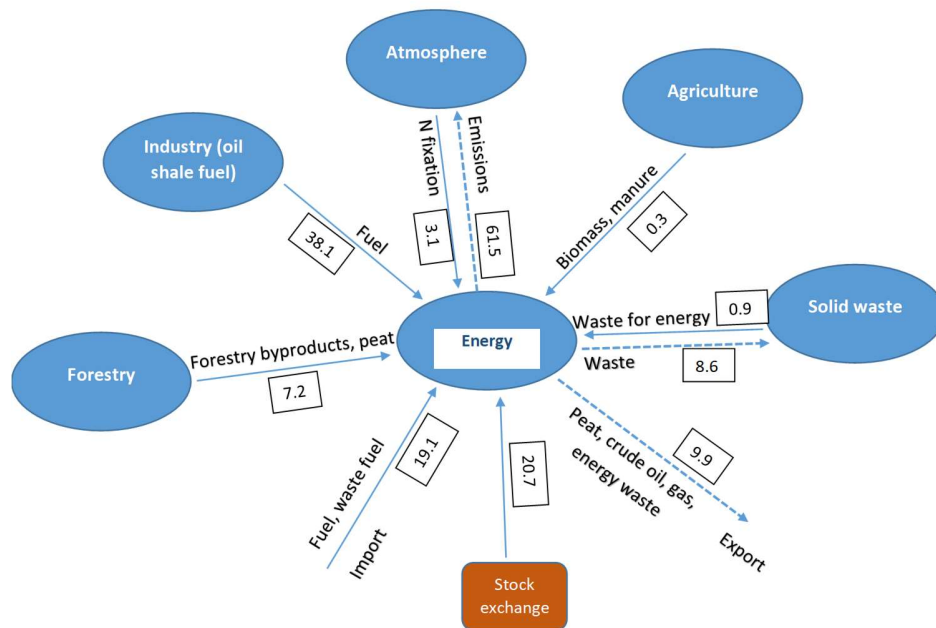 Atmosphere
Agriculture
Industry (oil
shale fuel)
N fixation
Emissions
3.1
61.5
Biomass, manure
0.3
Fuel
38.1
Solid waste
Waste for energy
0.9
Energy
Waste
8.6
Forestry
Forestry byproducts, peat
7.2
Fuel, waste fuel
19.1
Import
20.7
Peat, crude oil, gas,
energy waste
9.9
Export
Stock
exchange